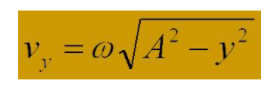 v_y = ω√(A² − y²)